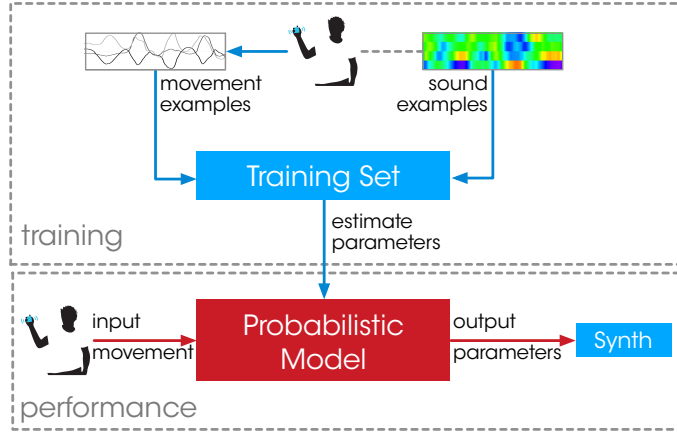 movement
examples
sound
examples
Training Set
estimate
parameters
training
input
movement
Probabilistic
Model
output
parameters
Synth
performance